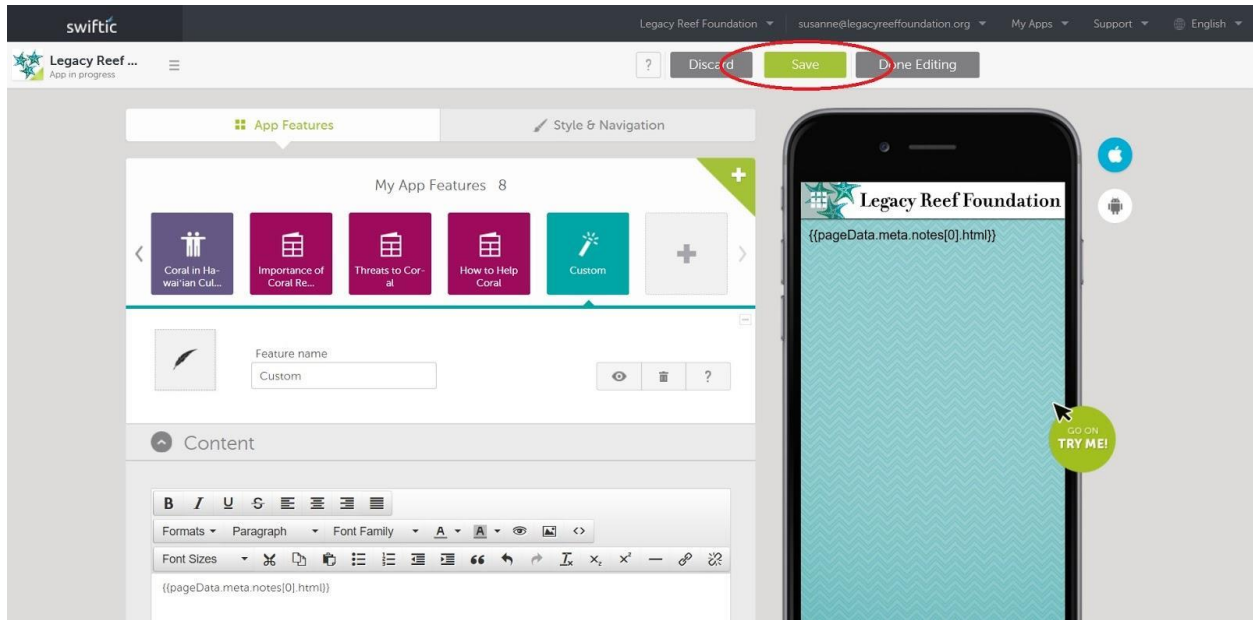 swiftic
Legacy Reef Foundation
susanne@legacyreeffoundation.org
My Apps
Support
English
Legacy Reef ...
App in progress
?
Discard
Save
Done Editing
App Features
Style & Navigation
My App Features 8
Coral in Ha-
wai'ian Cul...
Importance of
Coral Re...
Threats to Cor-
al
How to Help
Coral
Custom
Feature name
Custom
?
Content
B I U S
Formats
Paragraph
Font Family
A
A
Font Sizes
{{pageData.meta.notes[0].html}}
Legacy Reef Foundation
{{pageData.meta.notes[0].html}}
GO ON
TRY ME!